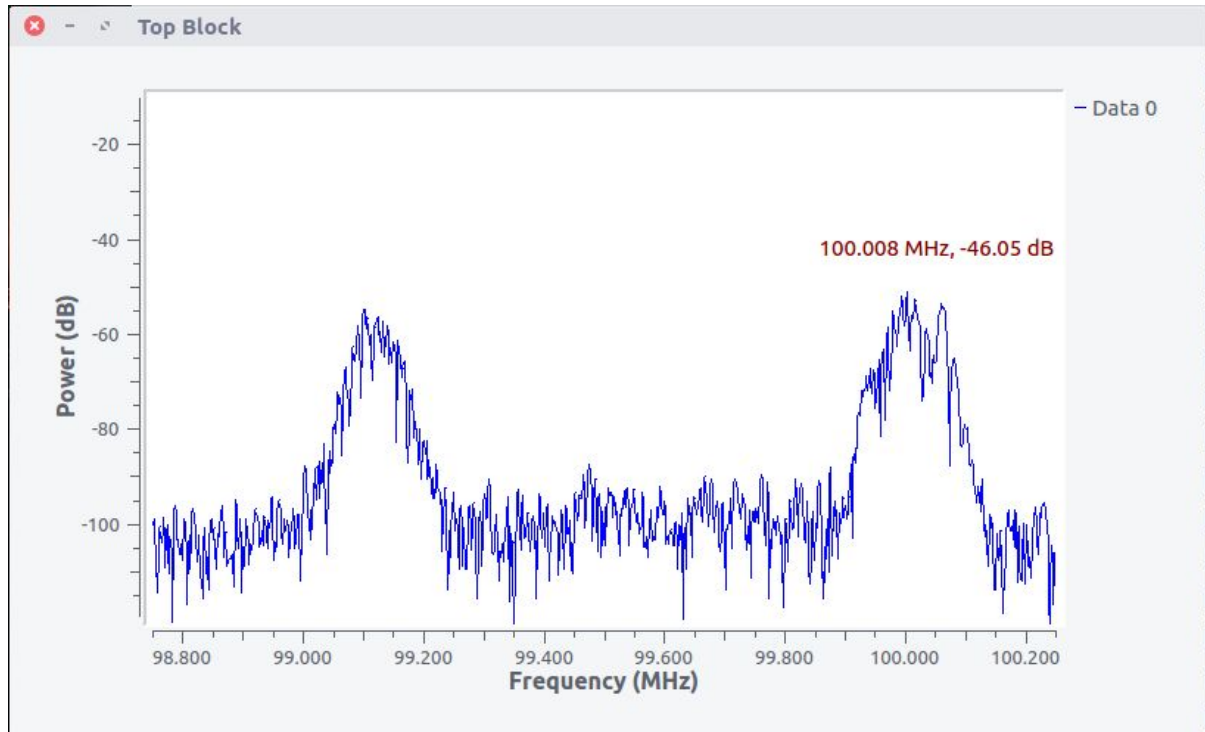 Top Block
Data 0
100.008 MHz, -46.05 dB
Power (dB)
-20
-40
-60
-80
-100
98.800 99.000 99.200 99.400 99.600 99.800 100.000 100.200
Frequency (MHz)